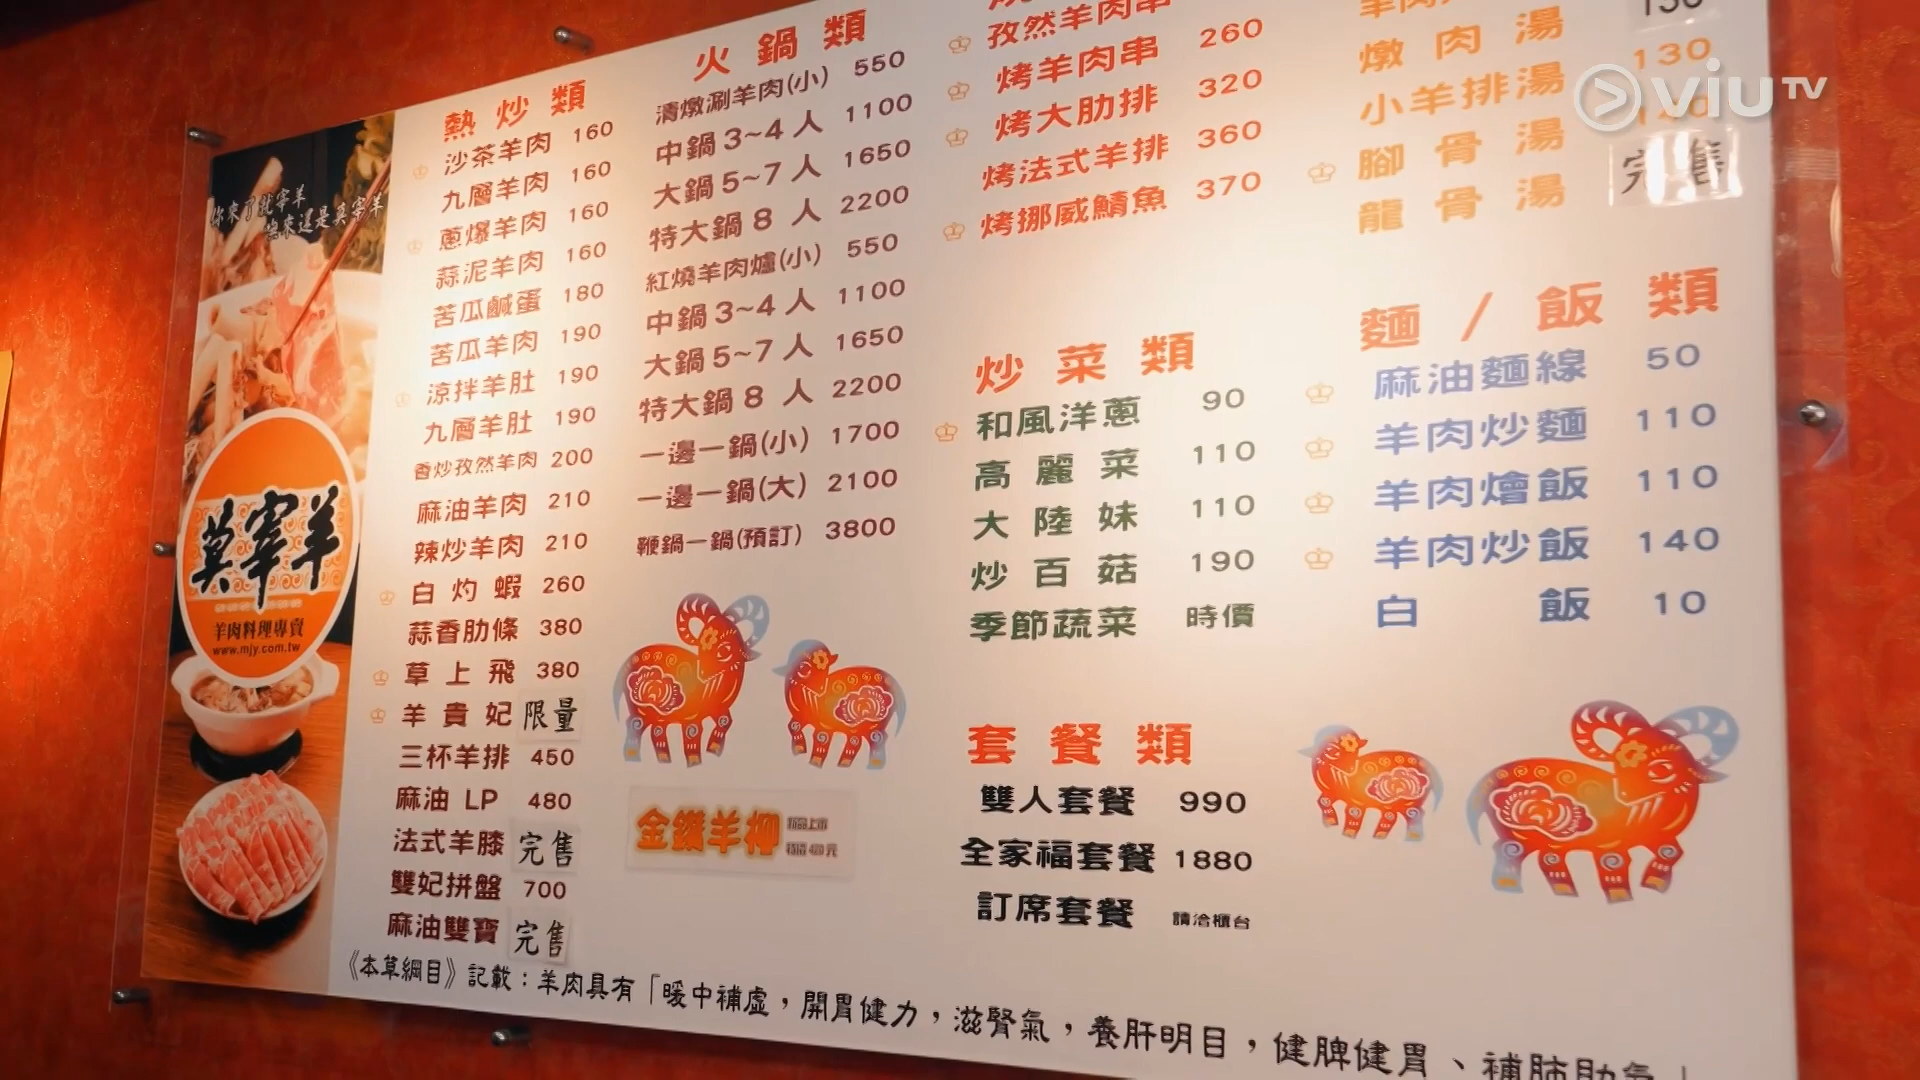 你來了就宰羊
您來還是莫宰羊
莫宰羊
羊肉料理專賣
www.mjy.com.tw
熱炒類
沙茶羊肉 160
九層羊肉 160
蔥爆羊肉 160
蒜泥羊肉 160
苦瓜鹹蛋 180
苦瓜羊肉 190
涼拌羊肚 190
九層羊肚 190
香炒孜然羊肉 200
麻油羊肉 210
辣炒羊肉 210
白灼蝦 260
蒜香肋條 380
草上飛 380
羊貴妃 限量
三杯羊排 450
麻油 LP 480
法式羊膝 完售
雙妃拼盤 700
麻油雙寶 完售
火鍋類
清燉涮羊肉(小) 550
中鍋3~4人 1100
大鍋5~7人 1650
特大鍋8人 2200
紅燒羊肉爐(小) 550
中鍋3~4人 1100
大鍋5~7人 1650
特大鍋8人 2200
一邊一鍋(小) 1700
一邊一鍋(大) 2100
鞭鍋一鍋(預訂) 3800
金鑽羊柳
孜然羊肉串
烤羊肉串 260
烤大肋排 320
烤法式羊排 360
烤挪威鯖魚 370
炒菜類
和風洋蔥 90
高麗菜 110
大陸妹 110
炒百菇 190
季節蔬菜 時價
套餐類
雙人套餐 990
全家福套餐 1880
訂席套餐 請洽櫃台
羊肉 130
燉肉湯 130
小羊排湯
腳骨湯
龍骨湯 完售
麵/飯類
麻油麵線 50
羊肉炒麵 110
羊肉燴飯 110
羊肉炒飯 140
白飯 10
《本草綱目》記載：羊肉具有「暖中補虛，開胃健力，滋腎氣，養肝明目，健脾健胃、補肺助氣」
viuTV